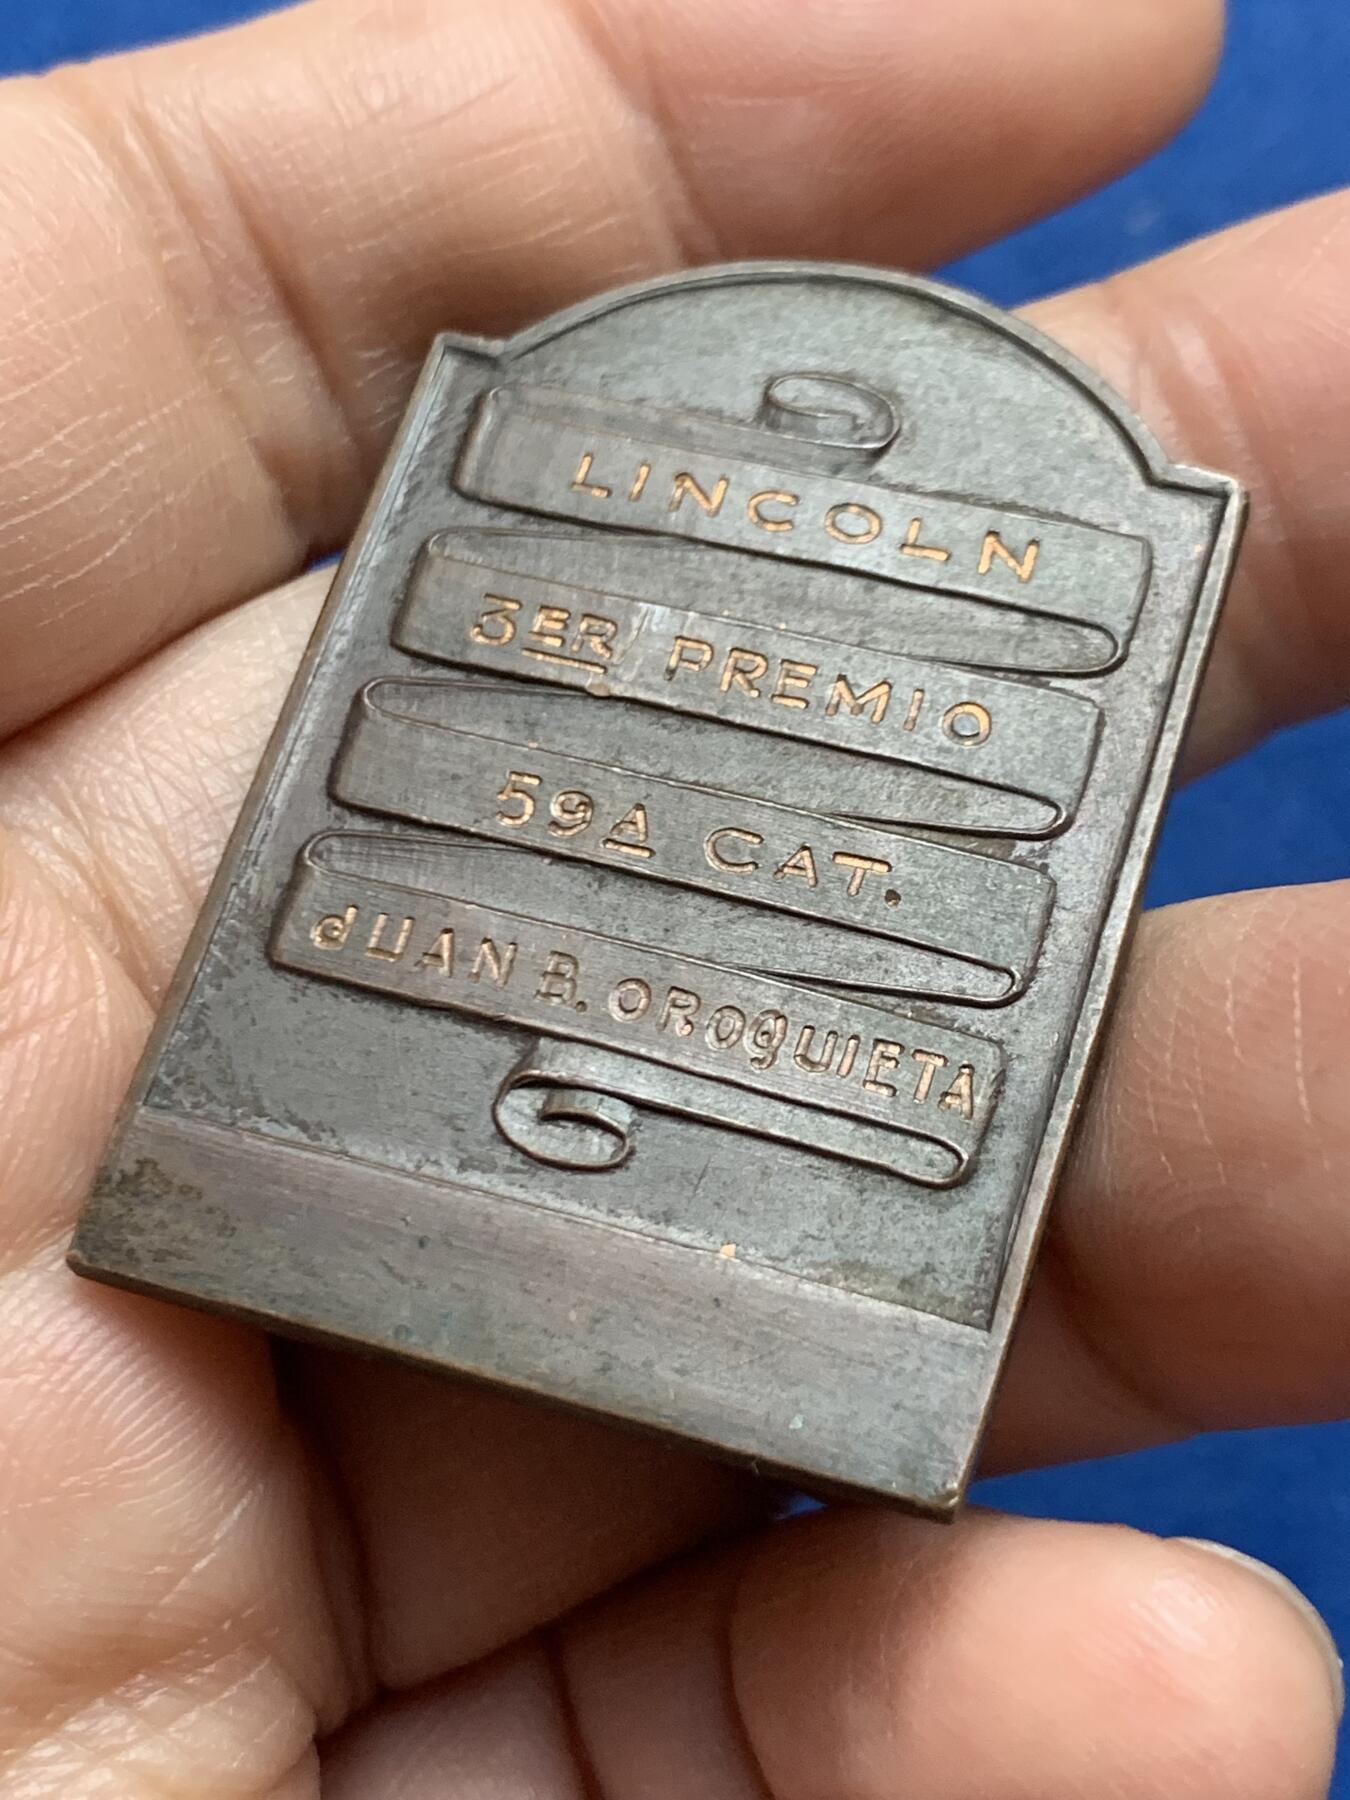 LINCOLN
3ER PREMIO
59A CAT.
JUAN B. OROQUIETA